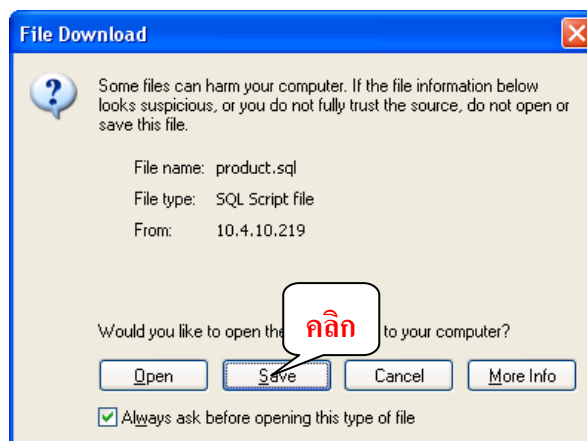 File Download
Some files can harm your computer. If the file information below
looks suspicious, or you do not fully trust the source, do not open or
save this file.
File name: product.sql
File type: SQL Script file
From: 10.4.10.219
Would you like to open the to your computer?
คลิก
Open Save Cancel More Info
Always ask before opening this type of file